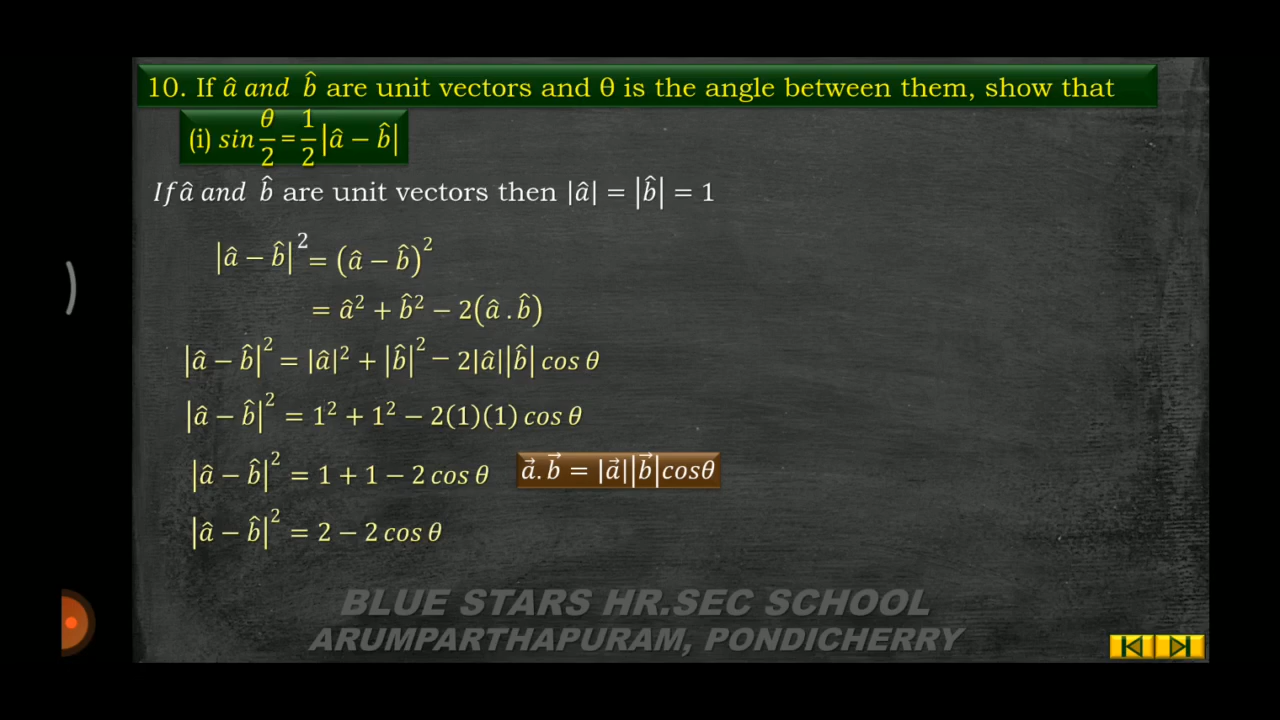 10. If â and b̂ are unit vectors and θ is the angle between them, show that
(i) sin θ/2 = 1/2 |â − b̂|
If â and b̂ are unit vectors then |â| = |b̂| = 1
|â − b̂|² = (â − b̂)²
= â² + b̂² − 2(â . b̂)
|â − b̂|² = |â|² + |b̂|² − 2|â||b̂| cos θ
|â − b̂|² = 1² + 1² − 2(1)(1) cos θ
|â − b̂|² = 1 + 1 − 2 cos θ
a⃗. b⃗ = |a⃗||b⃗|cosθ
|â − b̂|² = 2 − 2 cos θ
BLUE STARS HR.SEC SCHOOL
ARUMPARTHAPURAM, PONDICHERRY